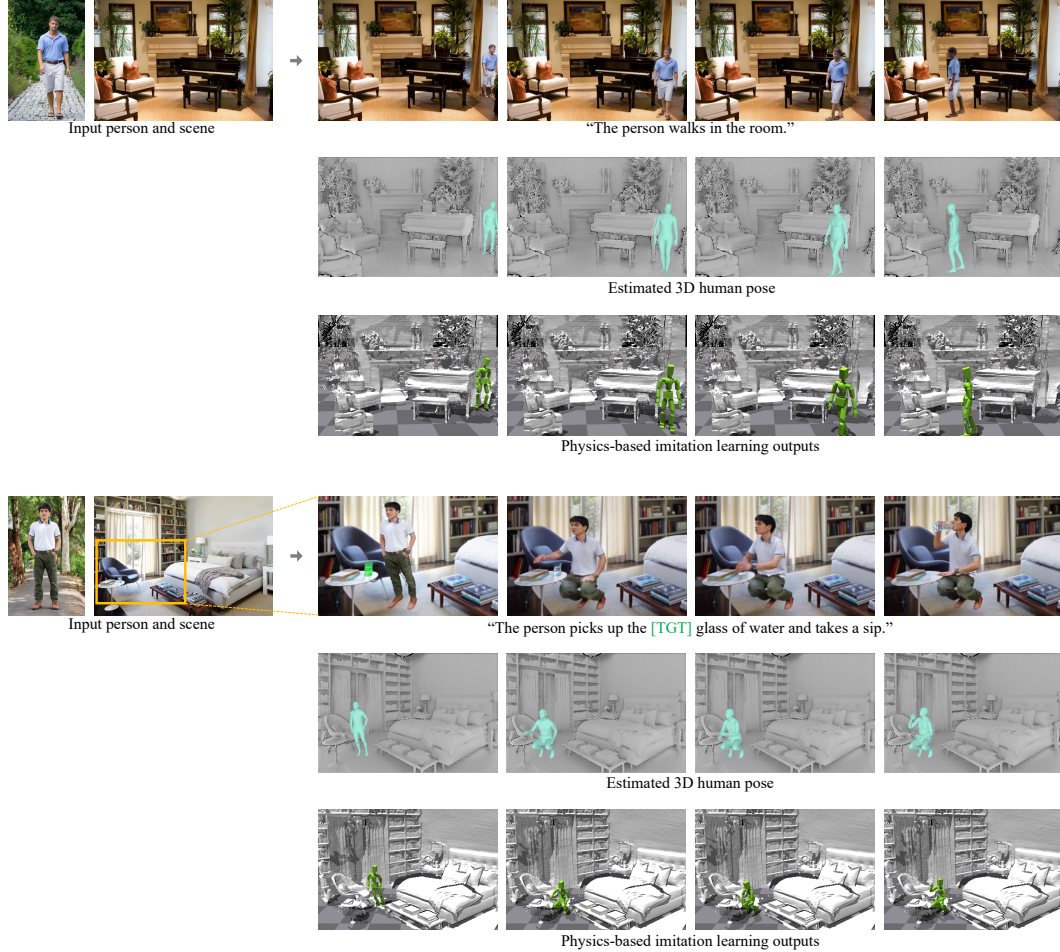 Input person and scene
“The person walks in the room.”
Estimated 3D human pose
Physics-based imitation learning outputs
Input person and scene
“The person picks up the [TGT] glass of water and takes a sip.”
Estimated 3D human pose
Physics-based imitation learning outputs